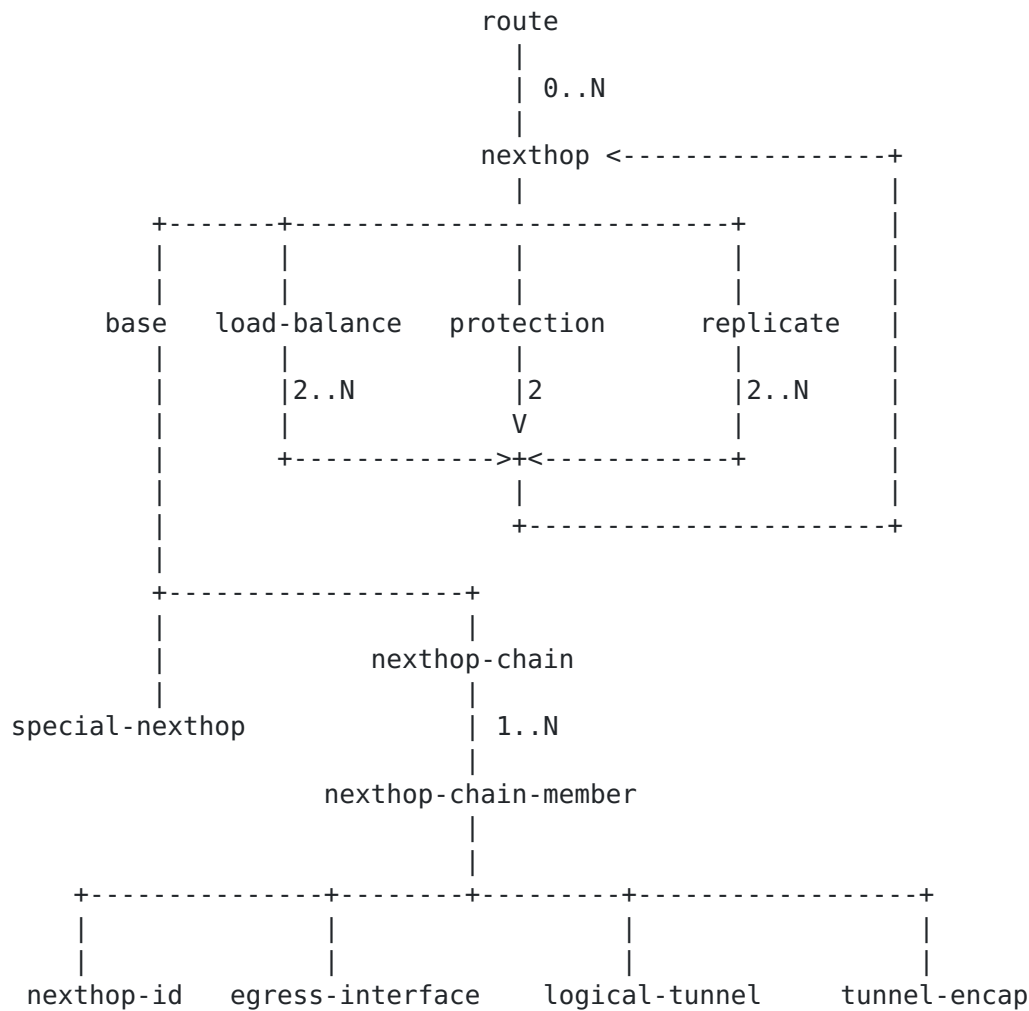 route
0..N
nexthop
base load-balance protection replicate
2..N 2 2..N
V
nexthop-chain
special-nexthop 1..N
nexthop-chain-member
nexthop-id egress-interface logical-tunnel tunnel-encap